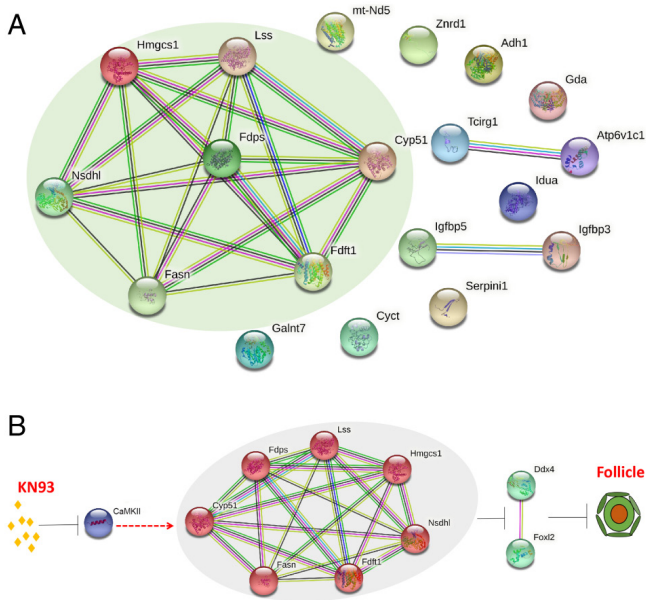 A
mt-Nd5
Znrd1
Adh1
Gda
Hmgcs1
Lss
Tcirg1
Atp6v1c1
Fdps
Cyp51
Nsdhl
Idua
Igfbp5
Igfbp3
Fdft1
Fasn
Serpini1
Galnt7
Cyct
B
Lss
Fdps
Hmgcs1
Ddx4
Follicle
KN93
CaMKII
Cyp51
Nsdhl
Foxl2
Fasn
Fdft1